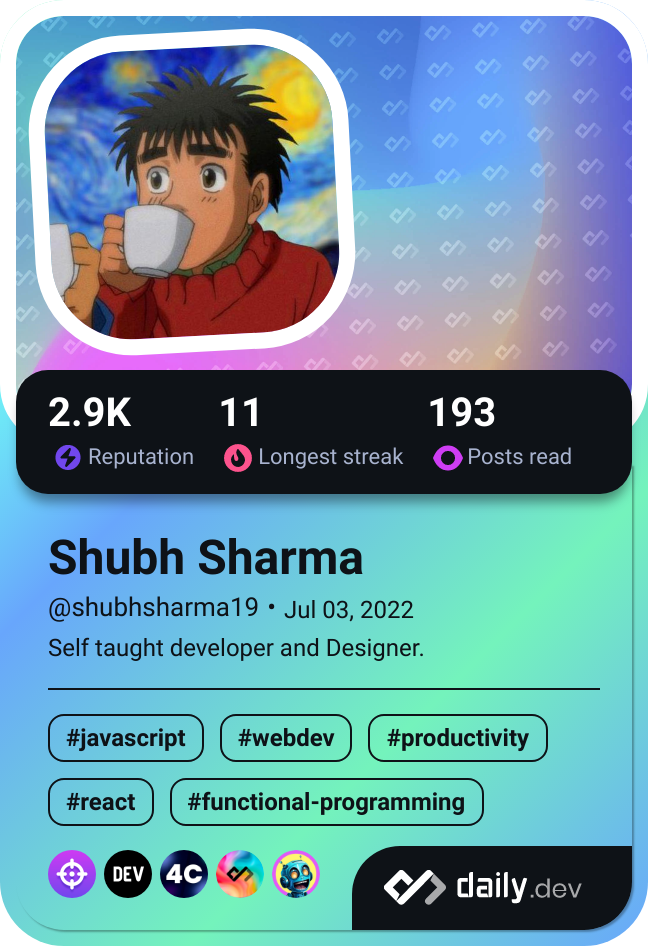 2.9K 11 193
Reputation Longest streak Posts read
Shubh Sharma
@shubhsharma19 • Jul 03, 2022
Self taught developer and Designer.
#javascript #webdev #productivity
#react #functional-programming
DEV 4C daily.dev